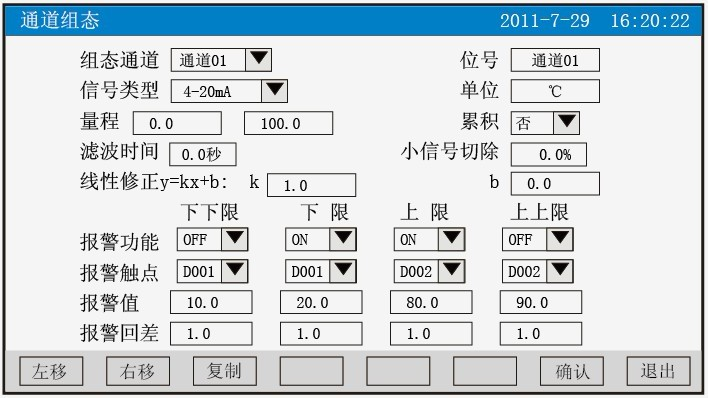 通道组态 2011-7-29 16:20:22
组态通道 通道01 位号 通道01
信号类型 4-20mA 单位 ℃
量程 0.0 100.0 累积 否
滤波时间 0.0秒 小信号切除 0.0%
线性修正y=kx+b: k 1.0 b 0.0
下下限 下 限 上 限 上上限
报警功能 OFF ON ON OFF
报警触点 D001 D001 D002 D002
报警值 10.0 20.0 80.0 90.0
报警回差 1.0 1.0 1.0 1.0
左移 右移 复制 确认 退出